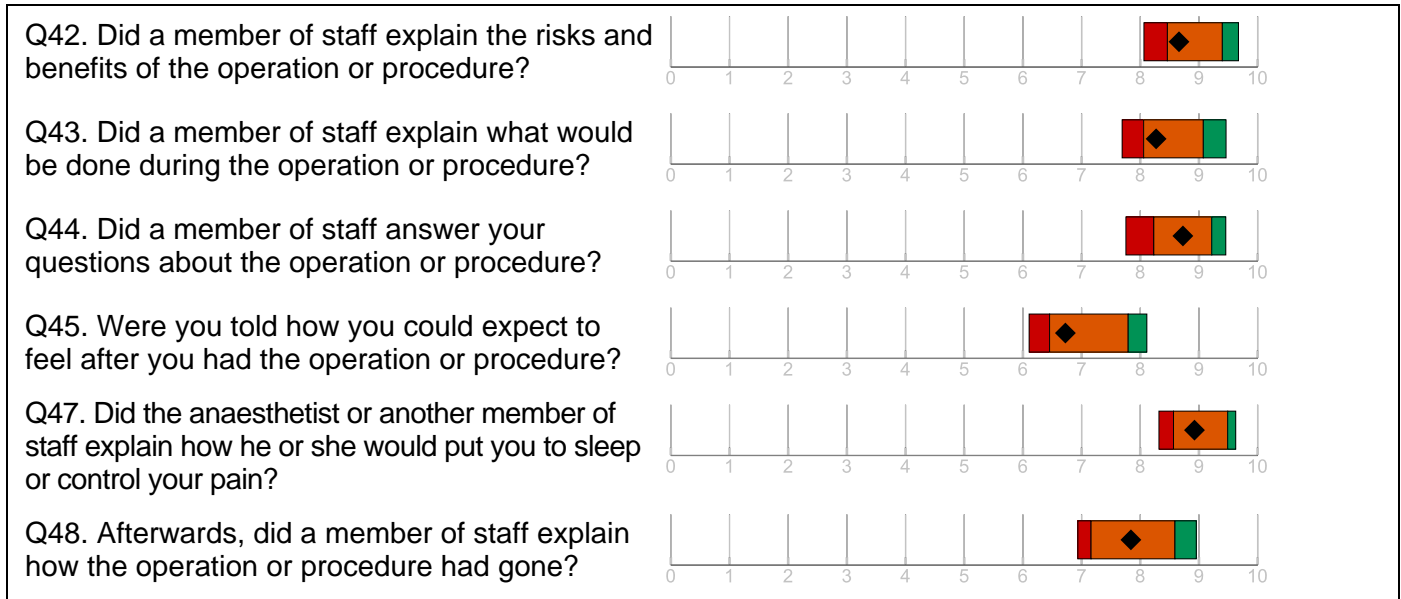 Q42. Did a member of staff explain the risks and
benefits of the operation or procedure?
0 1 2 3 4 5 6 7 8 9 10
Q43. Did a member of staff explain what would
be done during the operation or procedure?
0 1 2 3 4 5 6 7 8 9 10
Q44. Did a member of staff answer your
questions about the operation or procedure?
0 1 2 3 4 5 6 7 8 9 10
Q45. Were you told how you could expect to
feel after you had the operation or procedure?
0 1 2 3 4 5 6 7 8 9 10
Q47. Did the anaesthetist or another member of
staff explain how he or she would put you to sleep
or control your pain?
0 1 2 3 4 5 6 7 8 9 10
Q48. Afterwards, did a member of staff explain
how the operation or procedure had gone?
0 1 2 3 4 5 6 7 8 9 10